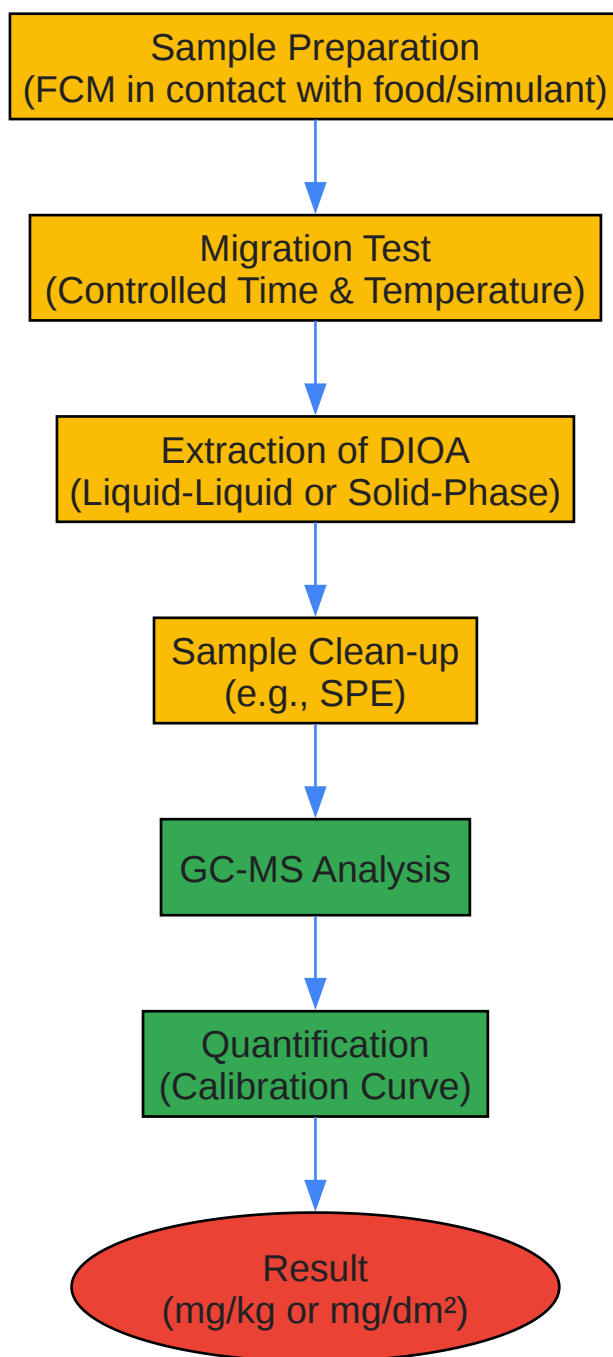 Sample Preparation
(FCM in contact with food/simulant)
Migration Test
(Controlled Time & Temperature)
Extraction of DIOA
(Liquid-Liquid or Solid-Phase)
Sample Clean-up
(e.g., SPE)
GC-MS Analysis
Quantification
(Calibration Curve)
Result
(mg/kg or mg/dm²)